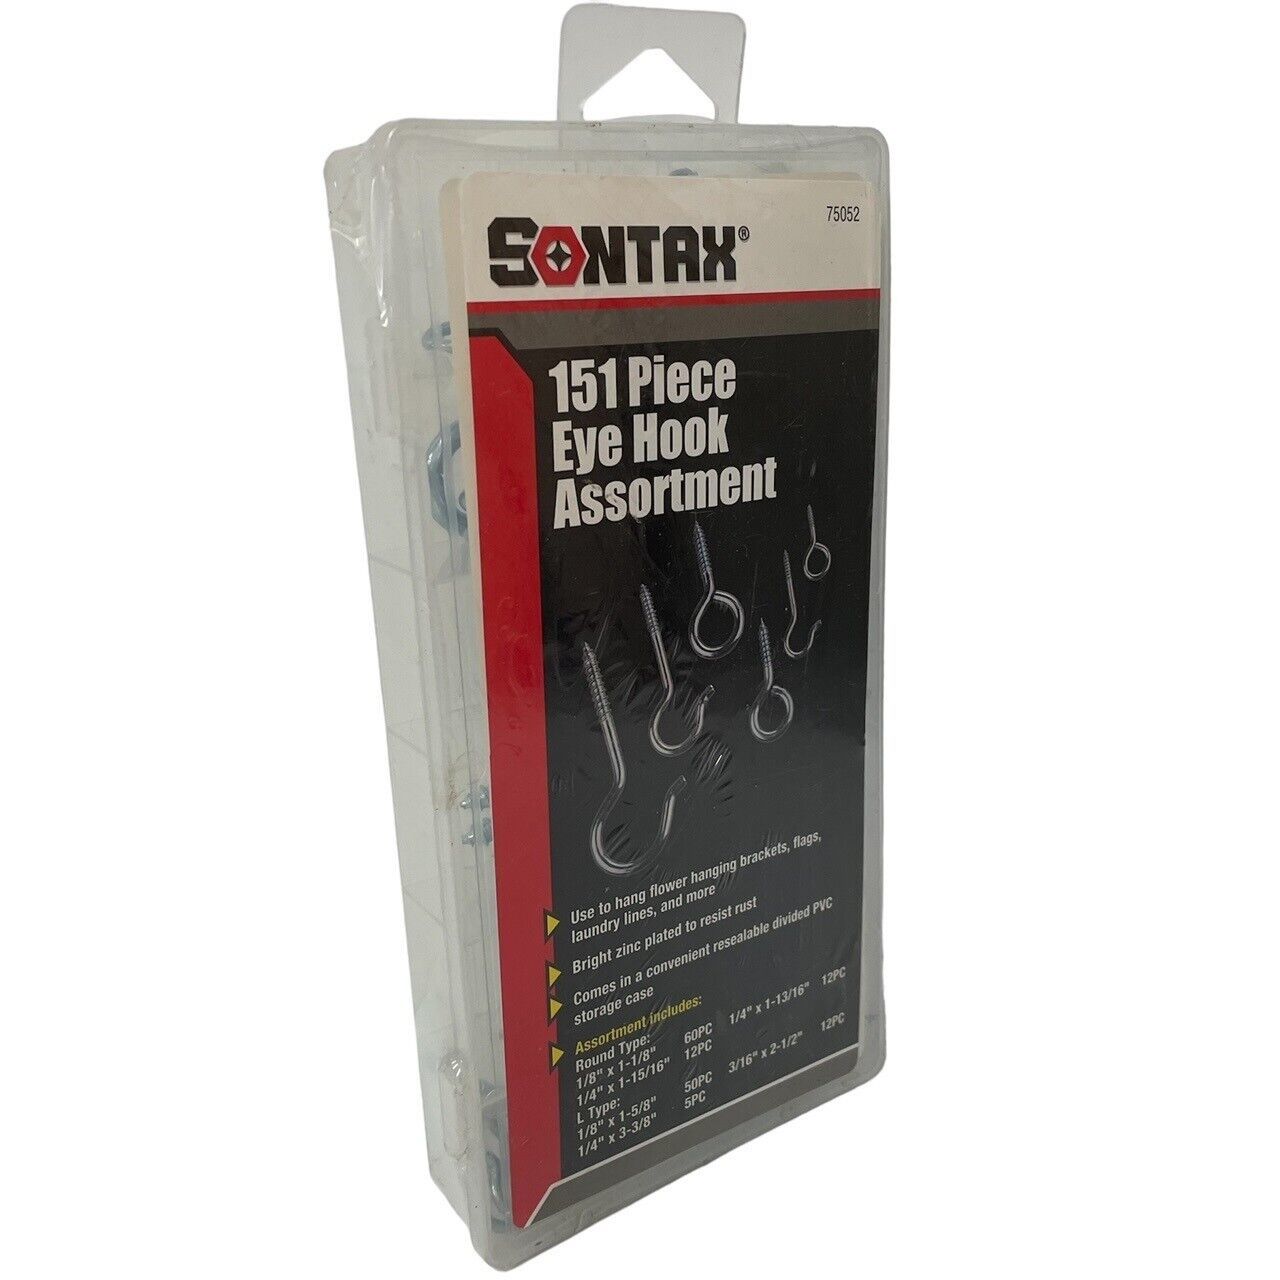 75052
SONTAX®
151 Piece
Eye Hook
Assortment
Use to hang flower hanging brackets, flags,
laundry lines, and more
Bright zinc plated to resist rust
Comes in a convenient resealable divided PVC
storage case
Assortment includes:
Round Type:
1/8" x 1-1/8" 60PC 1/4" x 1-13/16" 12PC
1/4" x 1-15/16" 12PC
L Type:
1/8" x 1-5/8" 50PC 3/16" x 2-1/2" 12PC
1/4" x 3-3/8" 5PC